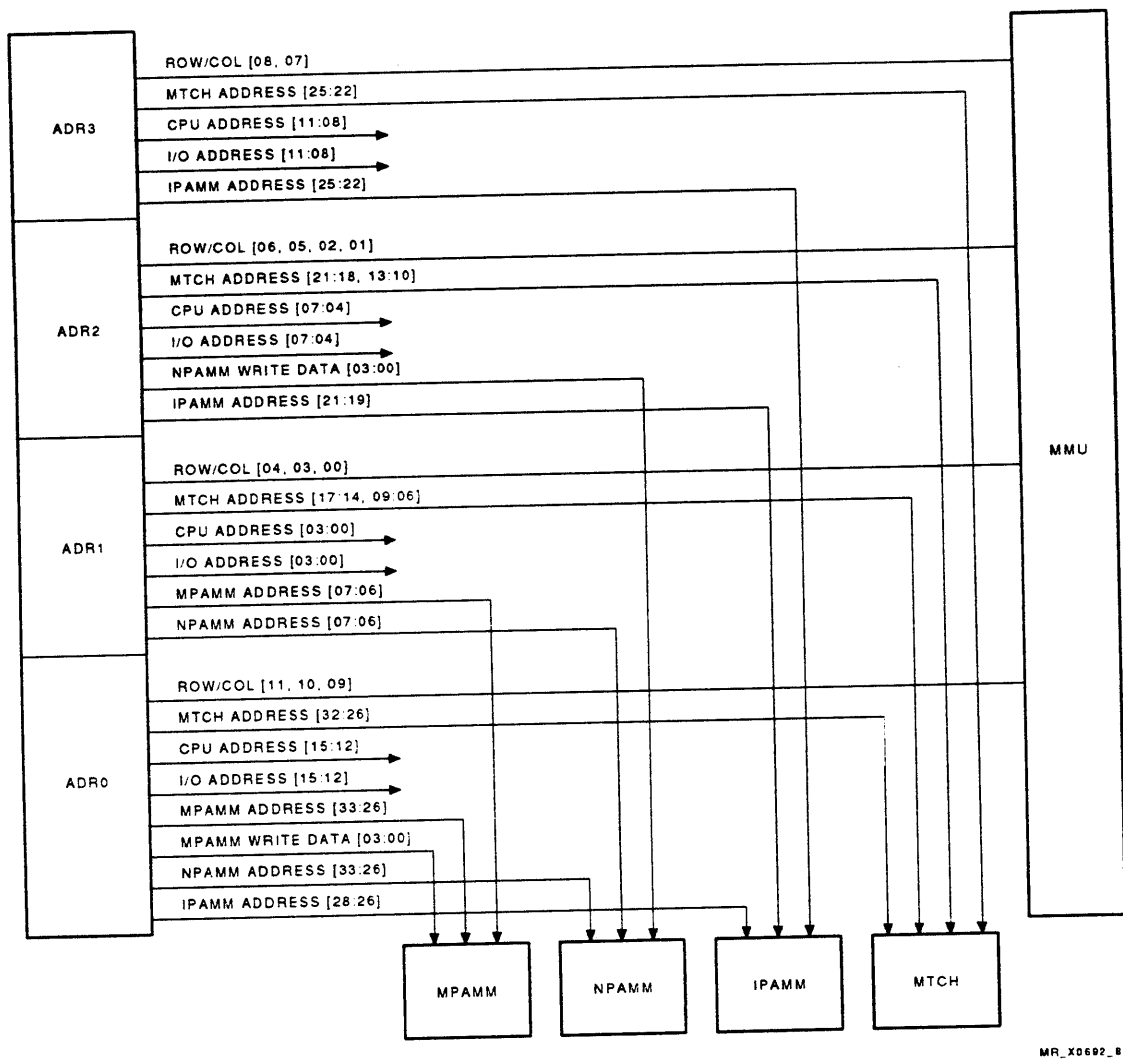 ADR3
ROW/COL [08, 07]
MTCH ADDRESS [25:22]
CPU ADDRESS [11:08]
I/O ADDRESS [11:08]
IPAMM ADDRESS [25:22]
ADR2
ROW/COL [06, 05, 02, 01]
MTCH ADDRESS [21:18, 13:10]
CPU ADDRESS [07:04]
I/O ADDRESS [07:04]
NPAMM WRITE DATA [03:00]
IPAMM ADDRESS [21:19]
MMU
ADR1
ROW/COL [04, 03, 00]
MTCH ADDRESS [17:14, 09:06]
CPU ADDRESS [03:00]
I/O ADDRESS [03:00]
MPAMM ADDRESS [07:06]
NPAMM ADDRESS [07:06]
ADR0
ROW/COL [11, 10, 09]
MTCH ADDRESS [32:26]
CPU ADDRESS [15:12]
I/O ADDRESS [15:12]
MPAMM ADDRESS [33:26]
MPAMM WRITE DATA [03:00]
NPAMM ADDRESS [33:26]
IPAMM ADDRESS [28:26]
MPAMM
NPAMM
IPAMM
MTCH
MR_X0692_8